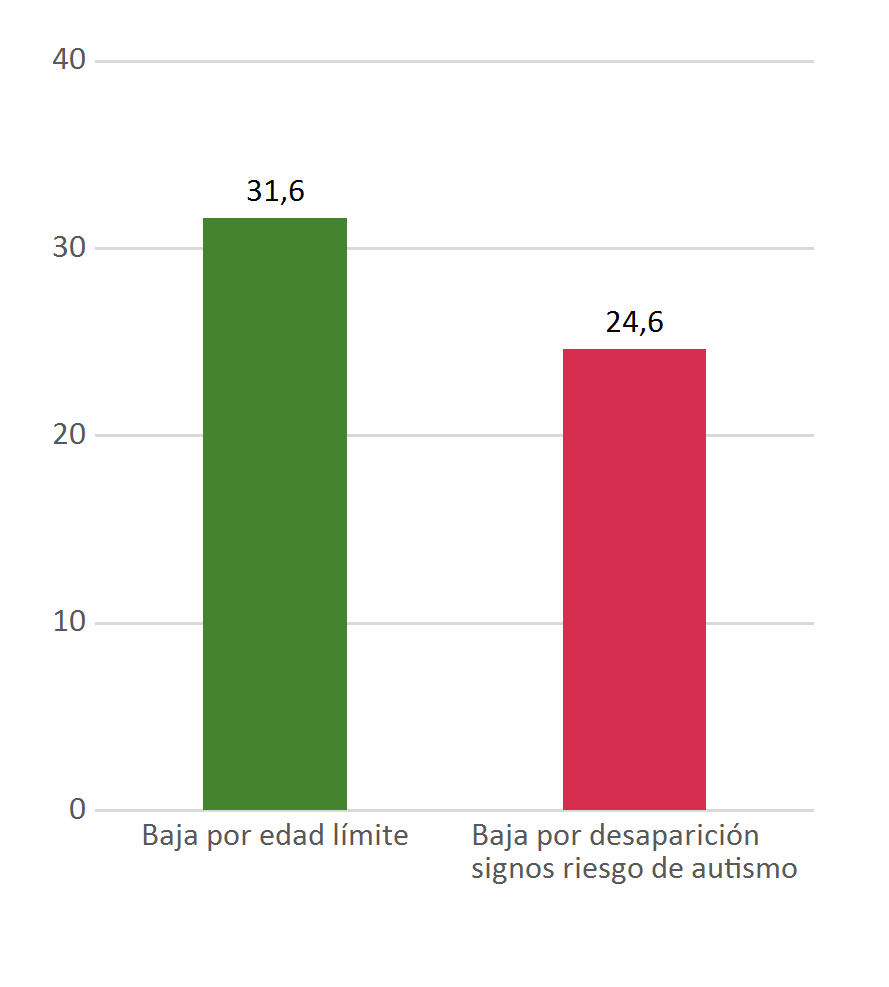 40
31,6
30
24,6
20
10
0
Baja por edad límite
Baja por desaparición
signos riesgo de autismo